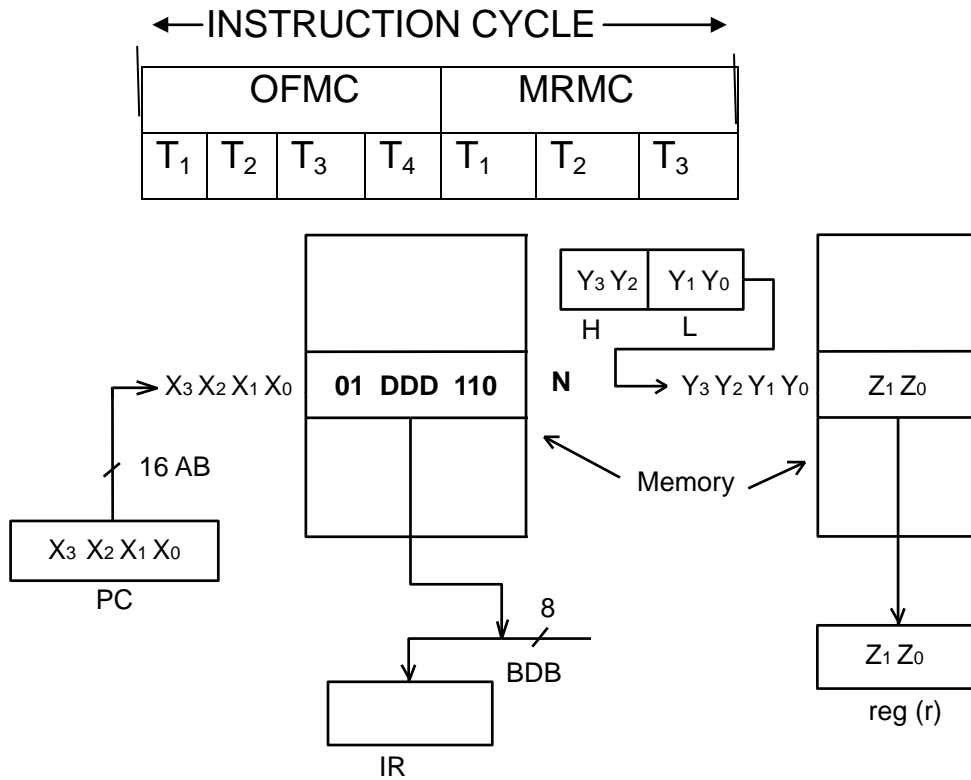 INSTRUCTION CYCLE
OFMC MRMC
T₁ T₂ T₃ T₄ T₁ T₂ T₃
Y₃ Y₂ Y₁ Y₀
H L
X₃ X₂ X₁ X₀ 01 DDD 110 N Y₃ Y₂ Y₁ Y₀ Z₁ Z₀
16 AB
Memory
X₃ X₂ X₁ X₀
PC
8
BDB
Z₁ Z₀
reg (r)
IR